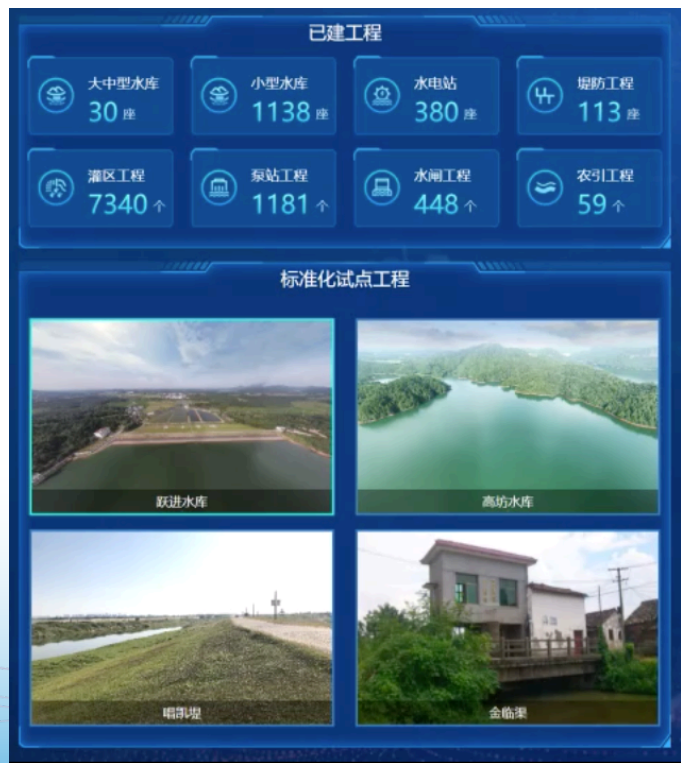 已建工程
大中型水库 小型水库 水电站 堤防工程
30 座 1138 座 380 座 113 座
灌区工程 泵站工程 水闸工程 农引工程
7340 个 1181 个 448 个 59 个
标准化试点工程
跃进水库 高坊水库
唱凯堤 金临渠